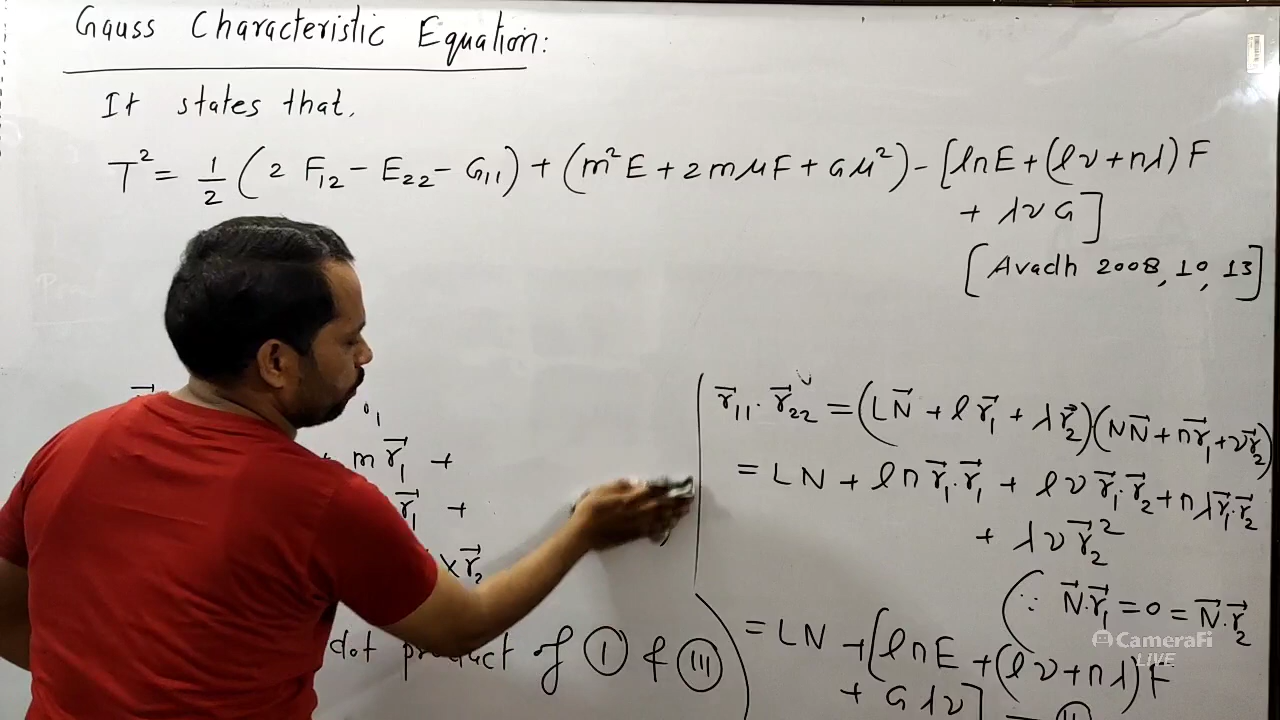 Gauss Characteristic Equation:
It states that,
T² = 1/2 (2 F₁₂ − E₂₂ − G₁₁) + (m²E + 2mμF + Gμ²) − [lnE + (lν + nλ)F
+ λνG]
[Avadh 2008, 10, 13]
m r⃗₁ +
r⃗₁ +
× r⃗₂
dot product of Ⓘ & Ⓘⓘⓘ
r⃗₁₁ . r⃗₂₂ = (LN⃗ + l r⃗₁ + λ r⃗₂)(NN⃗ + n r⃗₁ + ν r⃗₂)
= LN + ln r⃗₁.r⃗₁ + lν r⃗₁.r⃗₂ + nλ r⃗₁.r⃗₂
+ λν r⃗₂²
(∵ N⃗.r⃗₁ = 0 = N⃗.r⃗₂
= LN + [lnE + (lν + nλ)F
+ Gλν]
CameraFi
LIVE